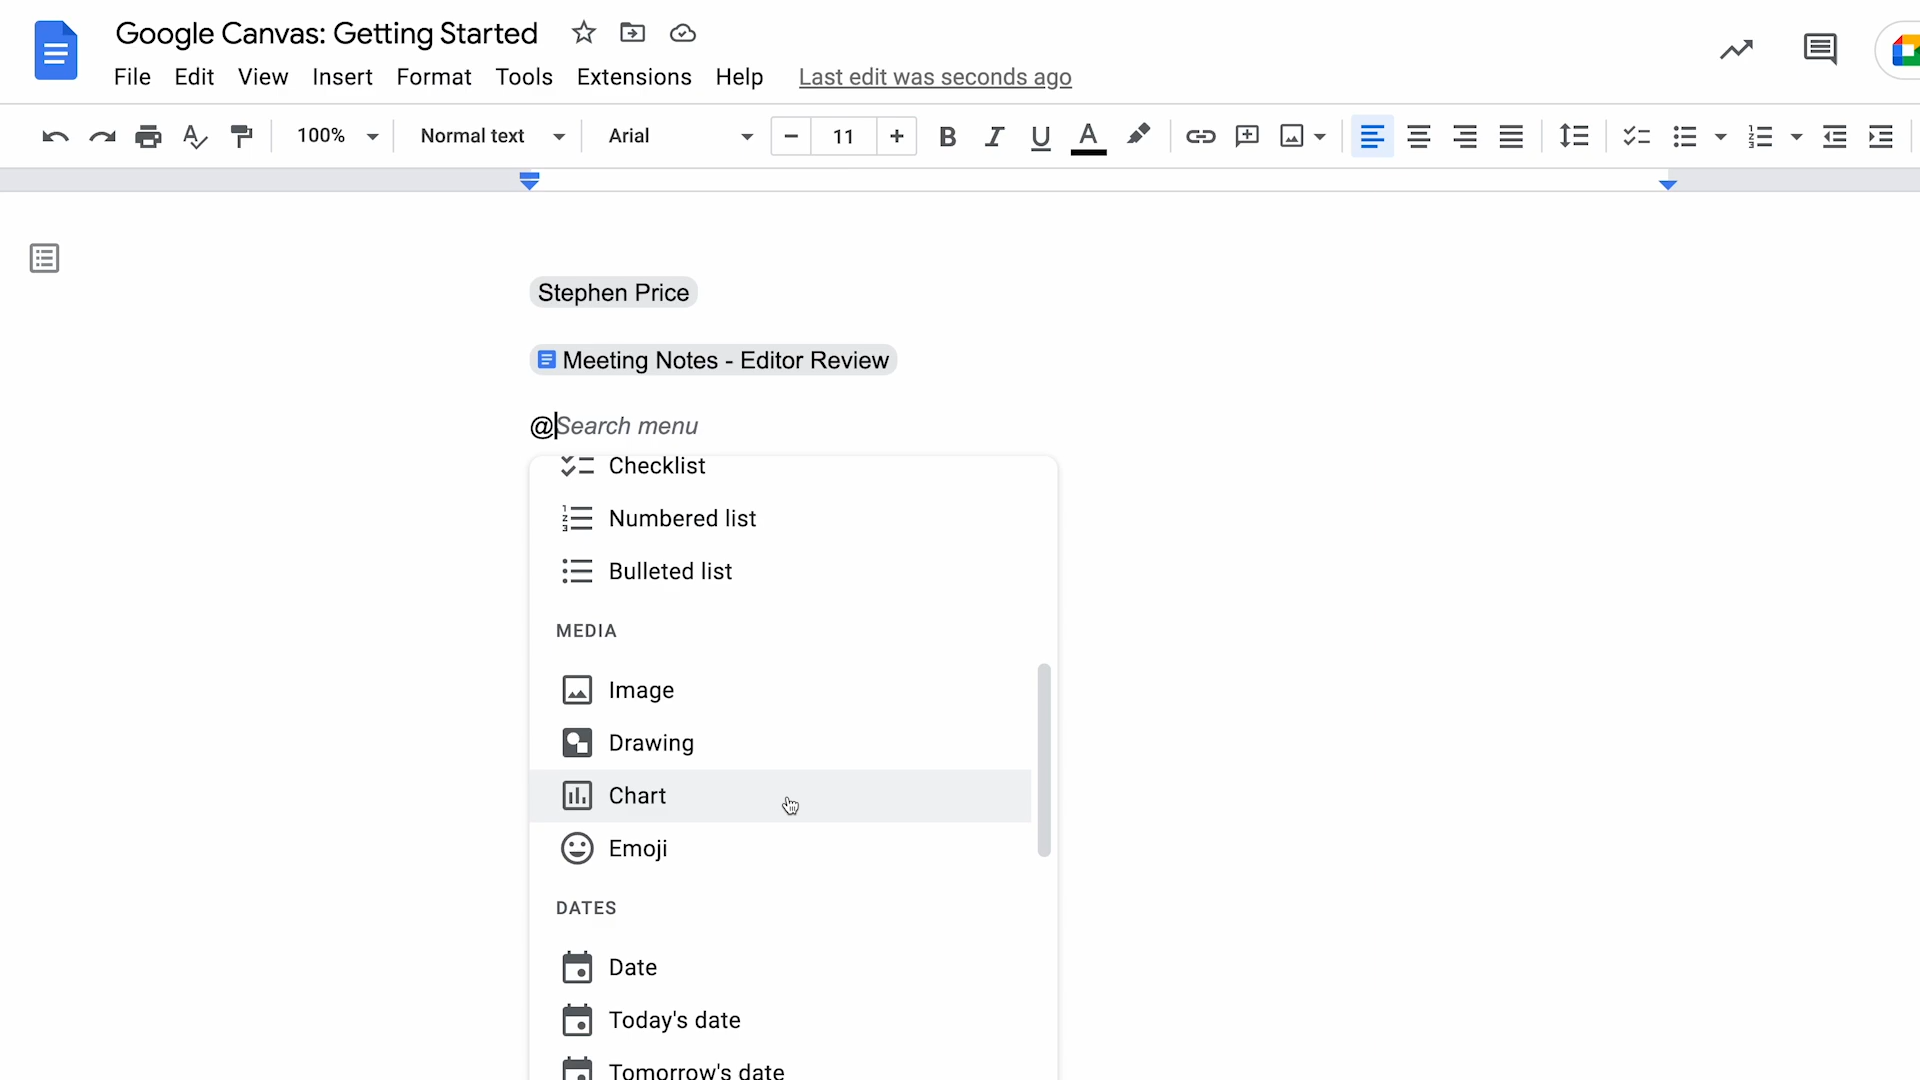 Google Canvas: Getting Started
File Edit View Insert Format Tools Extensions Help Last edit was seconds ago
100% Normal text Arial 11 B I U A
Stephen Price
Meeting Notes - Editor Review
@Search menu
Checklist
Numbered list
Bulleted list
MEDIA
Image
Drawing
Chart
Emoji
DATES
Date
Today's date
Tomorrow's date